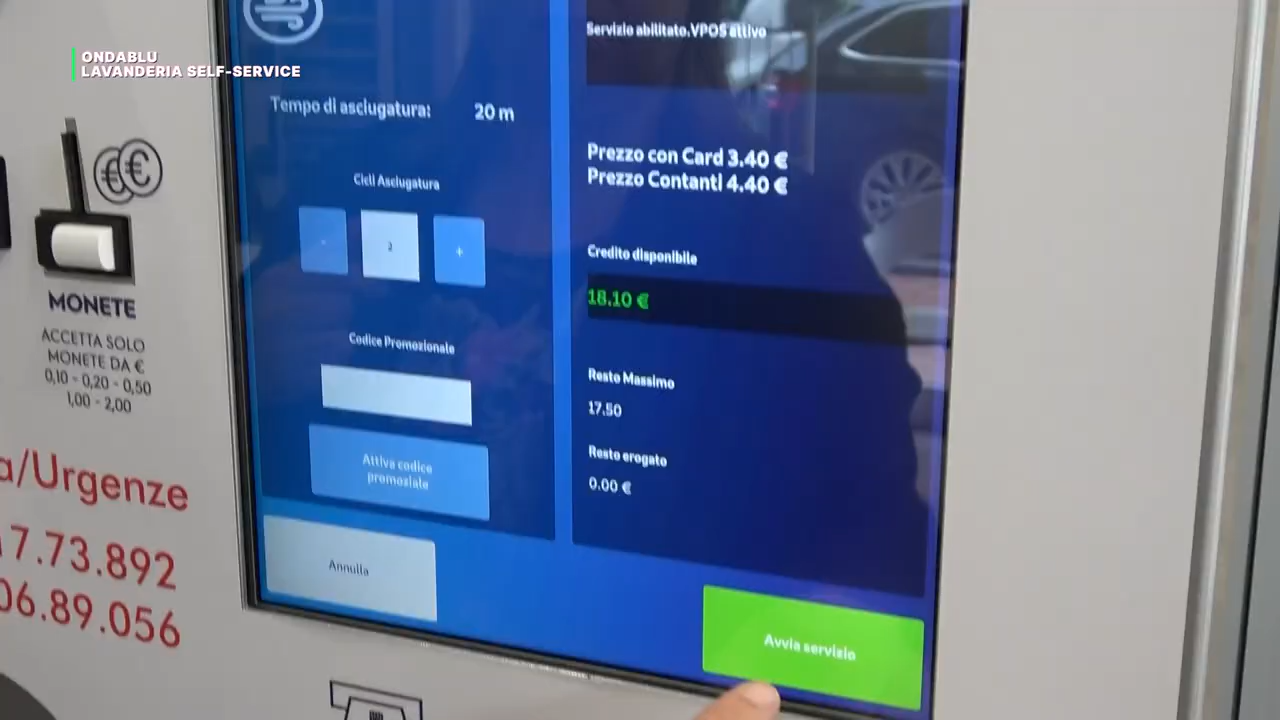 ONDABLU
LAVANDERIA SELF-SERVICE
MONETE
ACCETTA SOLO
MONETE DA €
0,10 - 0,20 - 0,50
1,00 - 2,00
a/Urgenze
7.73.892
06.89.056
Tempo di asciugatura: 20 m
Cicli Asciugatura
- 2 +
Codice Promozionale
Attiva codice
promoziale
Annulla
Servizio abilitato.VPOS attivo
Prezzo con Card 3.40 €
Prezzo Contanti 4.40 €
Credito disponibile
18.10 €
Resto Massimo
17.50
Resto erogato
0.00 €
Avvia servizio